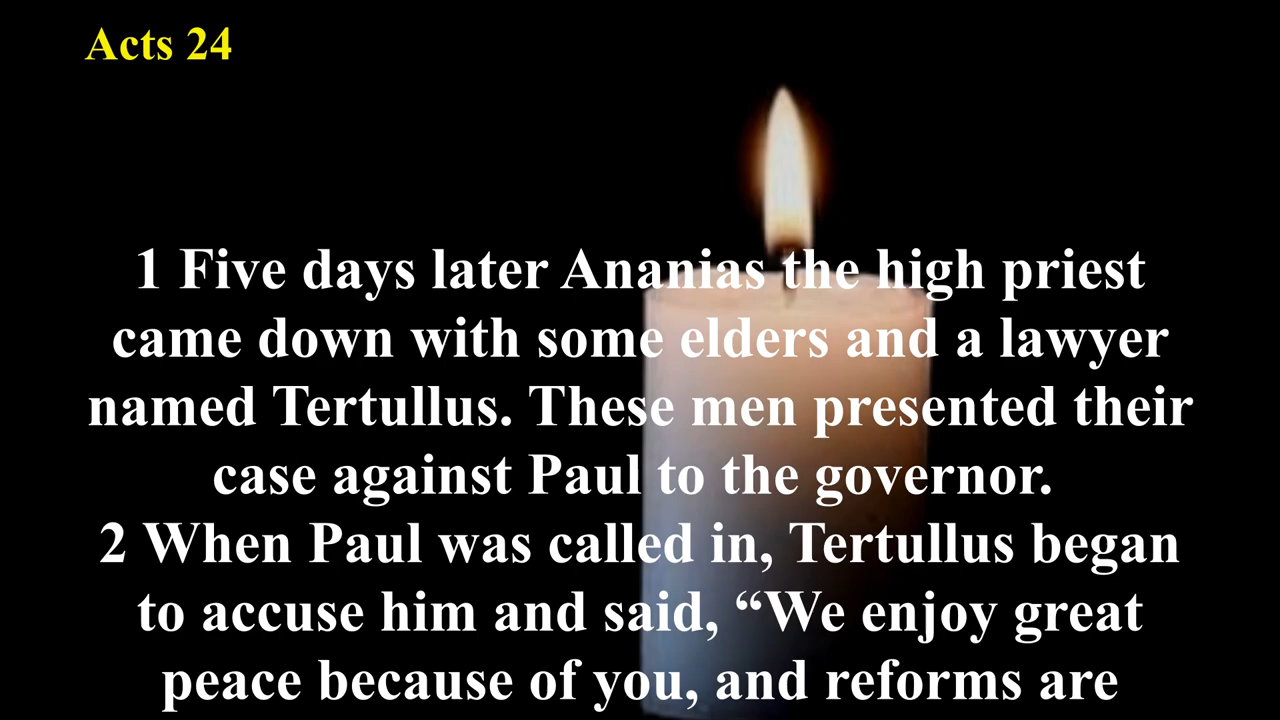 Acts 24
1 Five days later Ananias the high priest
came down with some elders and a lawyer
named Tertullus. These men presented their
case against Paul to the governor.
2 When Paul was called in, Tertullus began
to accuse him and said, “We enjoy great
peace because of you, and reforms are